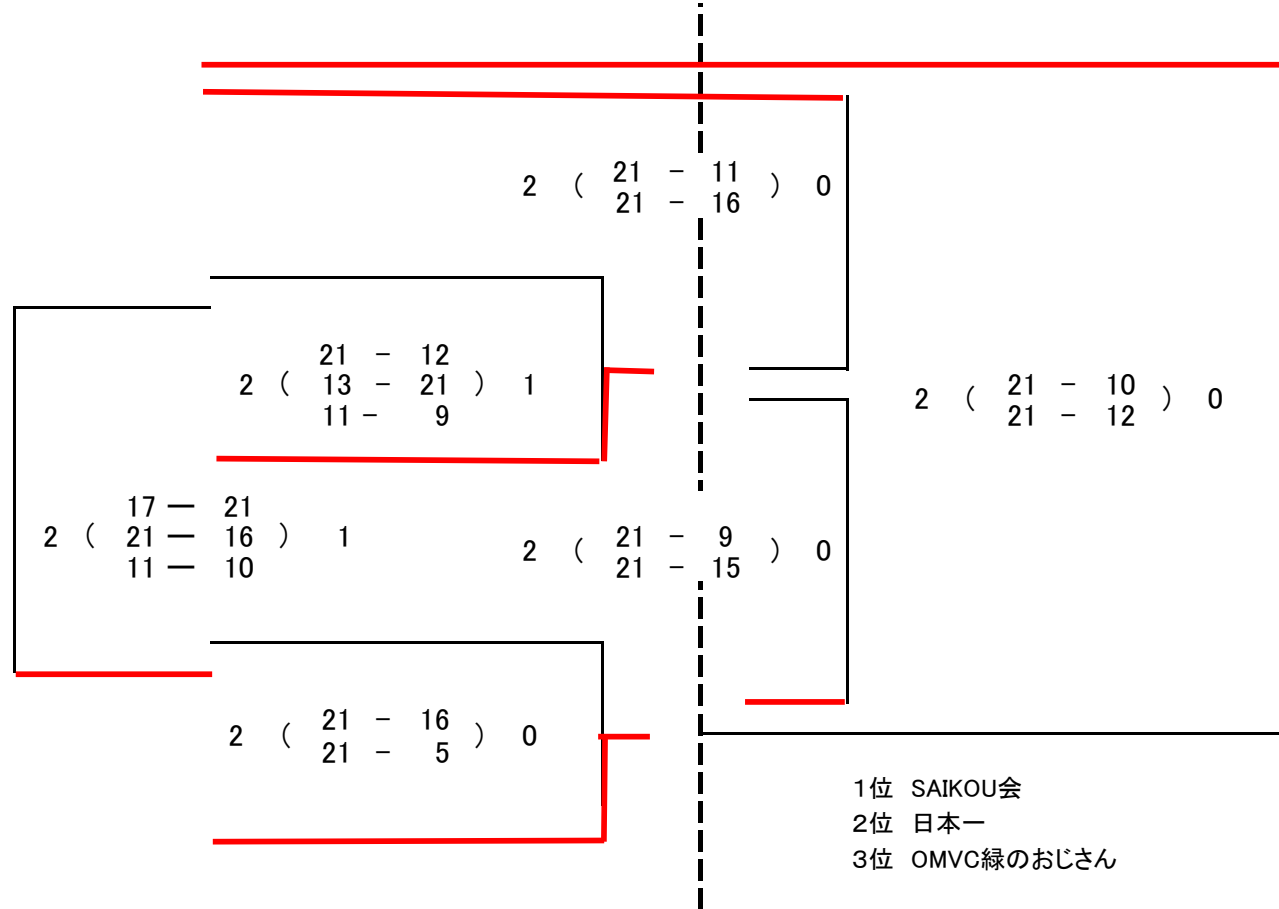 21 - 11
2 ( ) 0
21 - 16
21 - 12
2 ( 13 - 21 ) 1
11 - 9
21 - 10
2 ( ) 0
21 - 12
17 ー 21
2 ( 21 ー 16 ) 1
11 ー 10
21 - 9
2 ( ) 0
21 - 15
21 - 16
2 ( ) 0
21 - 5
1位 SAIKOU会
2位 日本一
3位 OMVC緑のおじさん